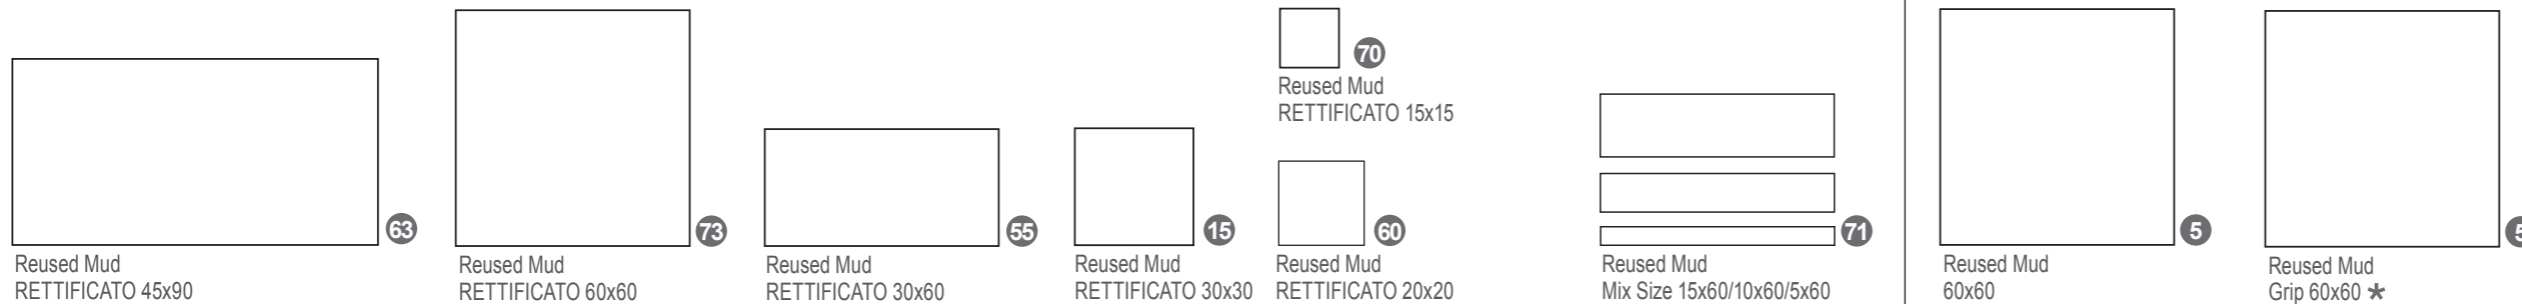 63
Reused Mud
RETTIFICATO 45x90
73
Reused Mud
RETTIFICATO 60x60
55
Reused Mud
RETTIFICATO 30x60
15
Reused Mud
RETTIFICATO 30x30
70
Reused Mud
RETTIFICATO 15x15
60
Reused Mud
RETTIFICATO 20x20
71
Reused Mud
Mix Size 15x60/10x60/5x60
5
Reused Mud
60x60
5
Reused Mud
Grip 60x60 *